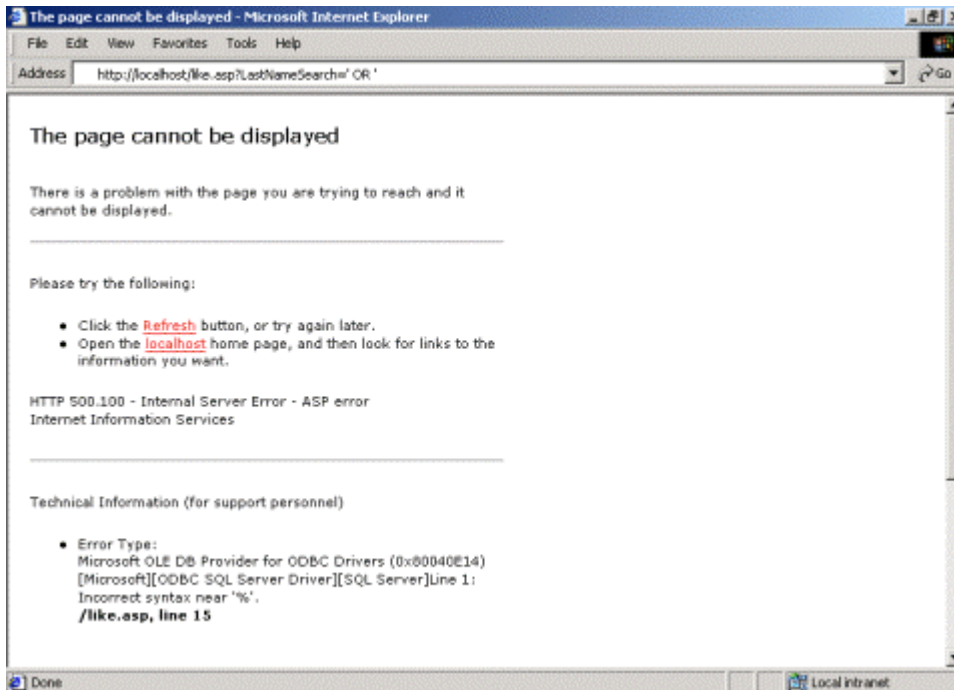 The page cannot be displayed - Microsoft Internet Explorer
File Edit View Favorites Tools Help
Address http://localhost/like.asp?LastNameSearch=' OR ' Go
The page cannot be displayed
There is a problem with the page you are trying to reach and it
cannot be displayed.
Please try the following:
• Click the Refresh button, or try again later.
• Open the localhost home page, and then look for links to the
information you want.
HTTP 500.100 - Internal Server Error - ASP error
Internet Information Services
Technical Information (for support personnel)
• Error Type:
Microsoft OLE DB Provider for ODBC Drivers (0x80040E14)
[Microsoft][ODBC SQL Server Driver][SQL Server]Line 1:
Incorrect syntax near '%'.
/like.asp, line 15
Done Local intranet